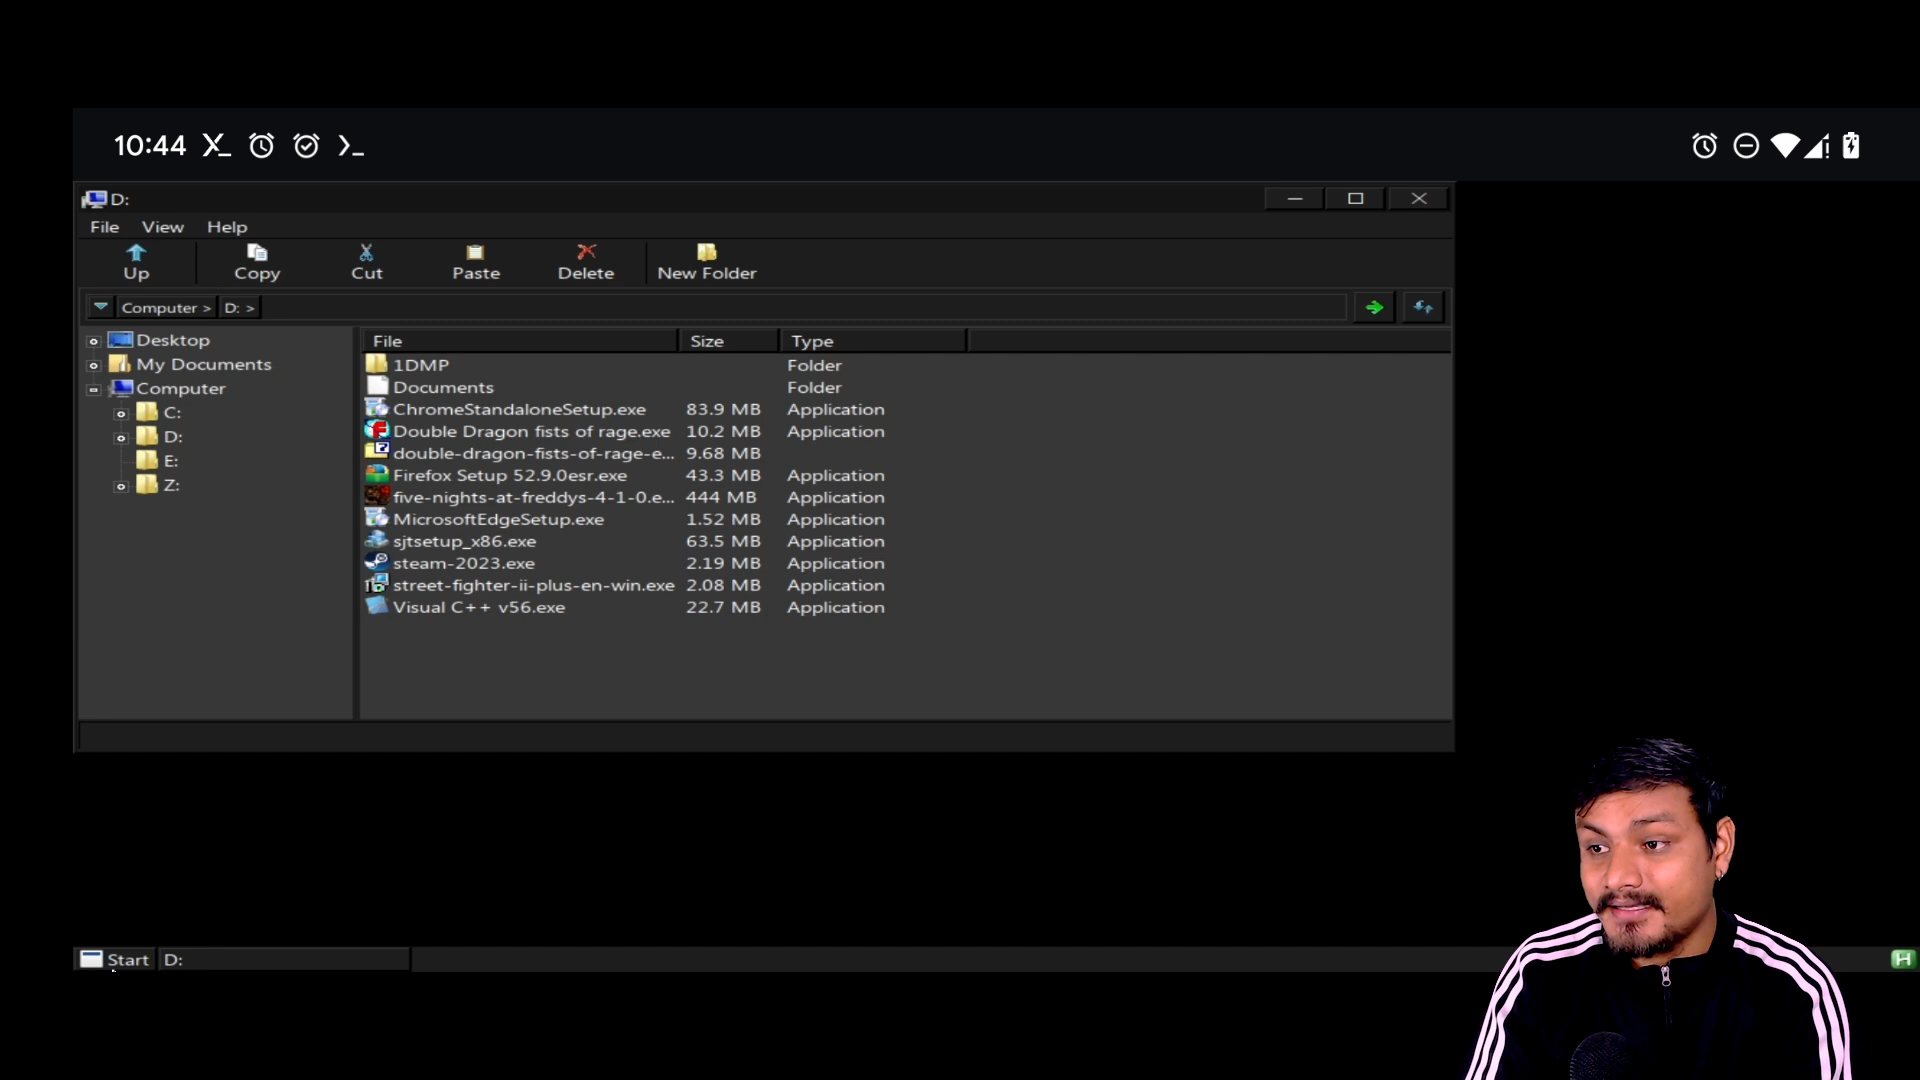 10:44
D:
File View Help
Up Copy Cut Paste Delete New Folder
Computer > D: >
Desktop
My Documents
Computer
C:
D:
E:
Z:
File Size Type
1DMP Folder
Documents Folder
ChromeStandaloneSetup.exe 83.9 MB Application
Double Dragon fists of rage.exe 10.2 MB Application
double-dragon-fists-of-rage-e... 9.68 MB
Firefox Setup 52.9.0esr.exe 43.3 MB Application
five-nights-at-freddys-4-1-0.e... 444 MB Application
MicrosoftEdgeSetup.exe 1.52 MB Application
sjtsetup_x86.exe 63.5 MB Application
steam-2023.exe 2.19 MB Application
street-fighter-ii-plus-en-win.exe 2.08 MB Application
Visual C++ v56.exe 22.7 MB Application
Start D:
H